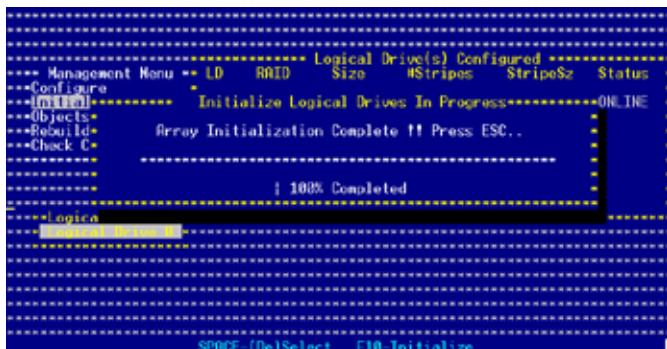 Logical Drive(s) Configured
Management Menu LD RAID Size #Stripes StripeSz Status
Configure
Initial Initialize Logical Drives In Progress ONLINE
Objects
Rebuild Array Initialization Complete !! Press ESC..
Check C
100% Completed
Logica
Logical Drive 0
SPACE-(De)Select F10-Initialize